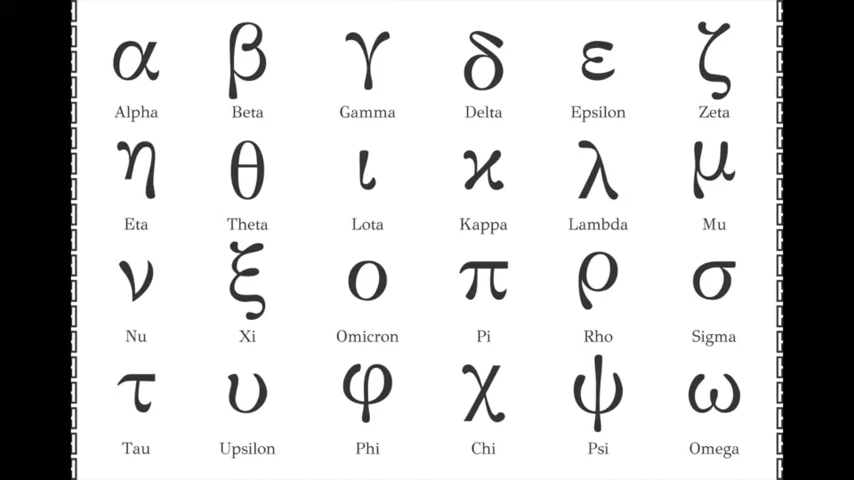 α β γ δ ε ζ
Alpha Beta Gamma Delta Epsilon Zeta
η θ ι ϰ λ μ
Eta Theta Lota Kappa Lambda Mu
ν ξ ο π ρ σ
Nu Xi Omicron Pi Rho Sigma
τ υ φ χ ψ ω
Tau Upsilon Phi Chi Psi Omega